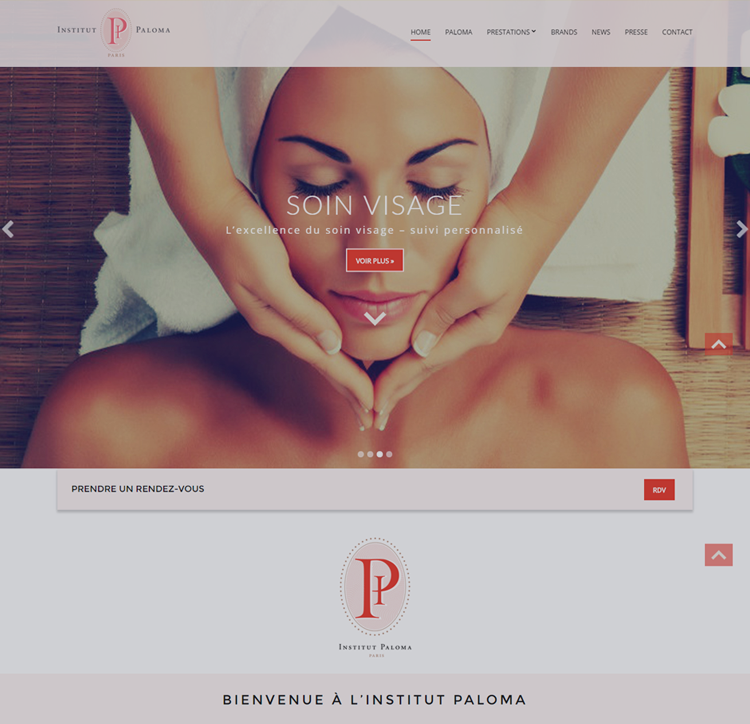 INSTITUT PI PALOMA
PARIS
HOME PALOMA PRESTATIONS BRANDS NEWS PRESSE CONTACT
SOIN VISAGE
L'excellence du soin visage – suivi personnalisé
VOIR PLUS »
PRENDRE UN RENDEZ-VOUS
RDV
PI
INSTITUT PALOMA
PARIS
BIENVENUE À L'INSTITUT PALOMA